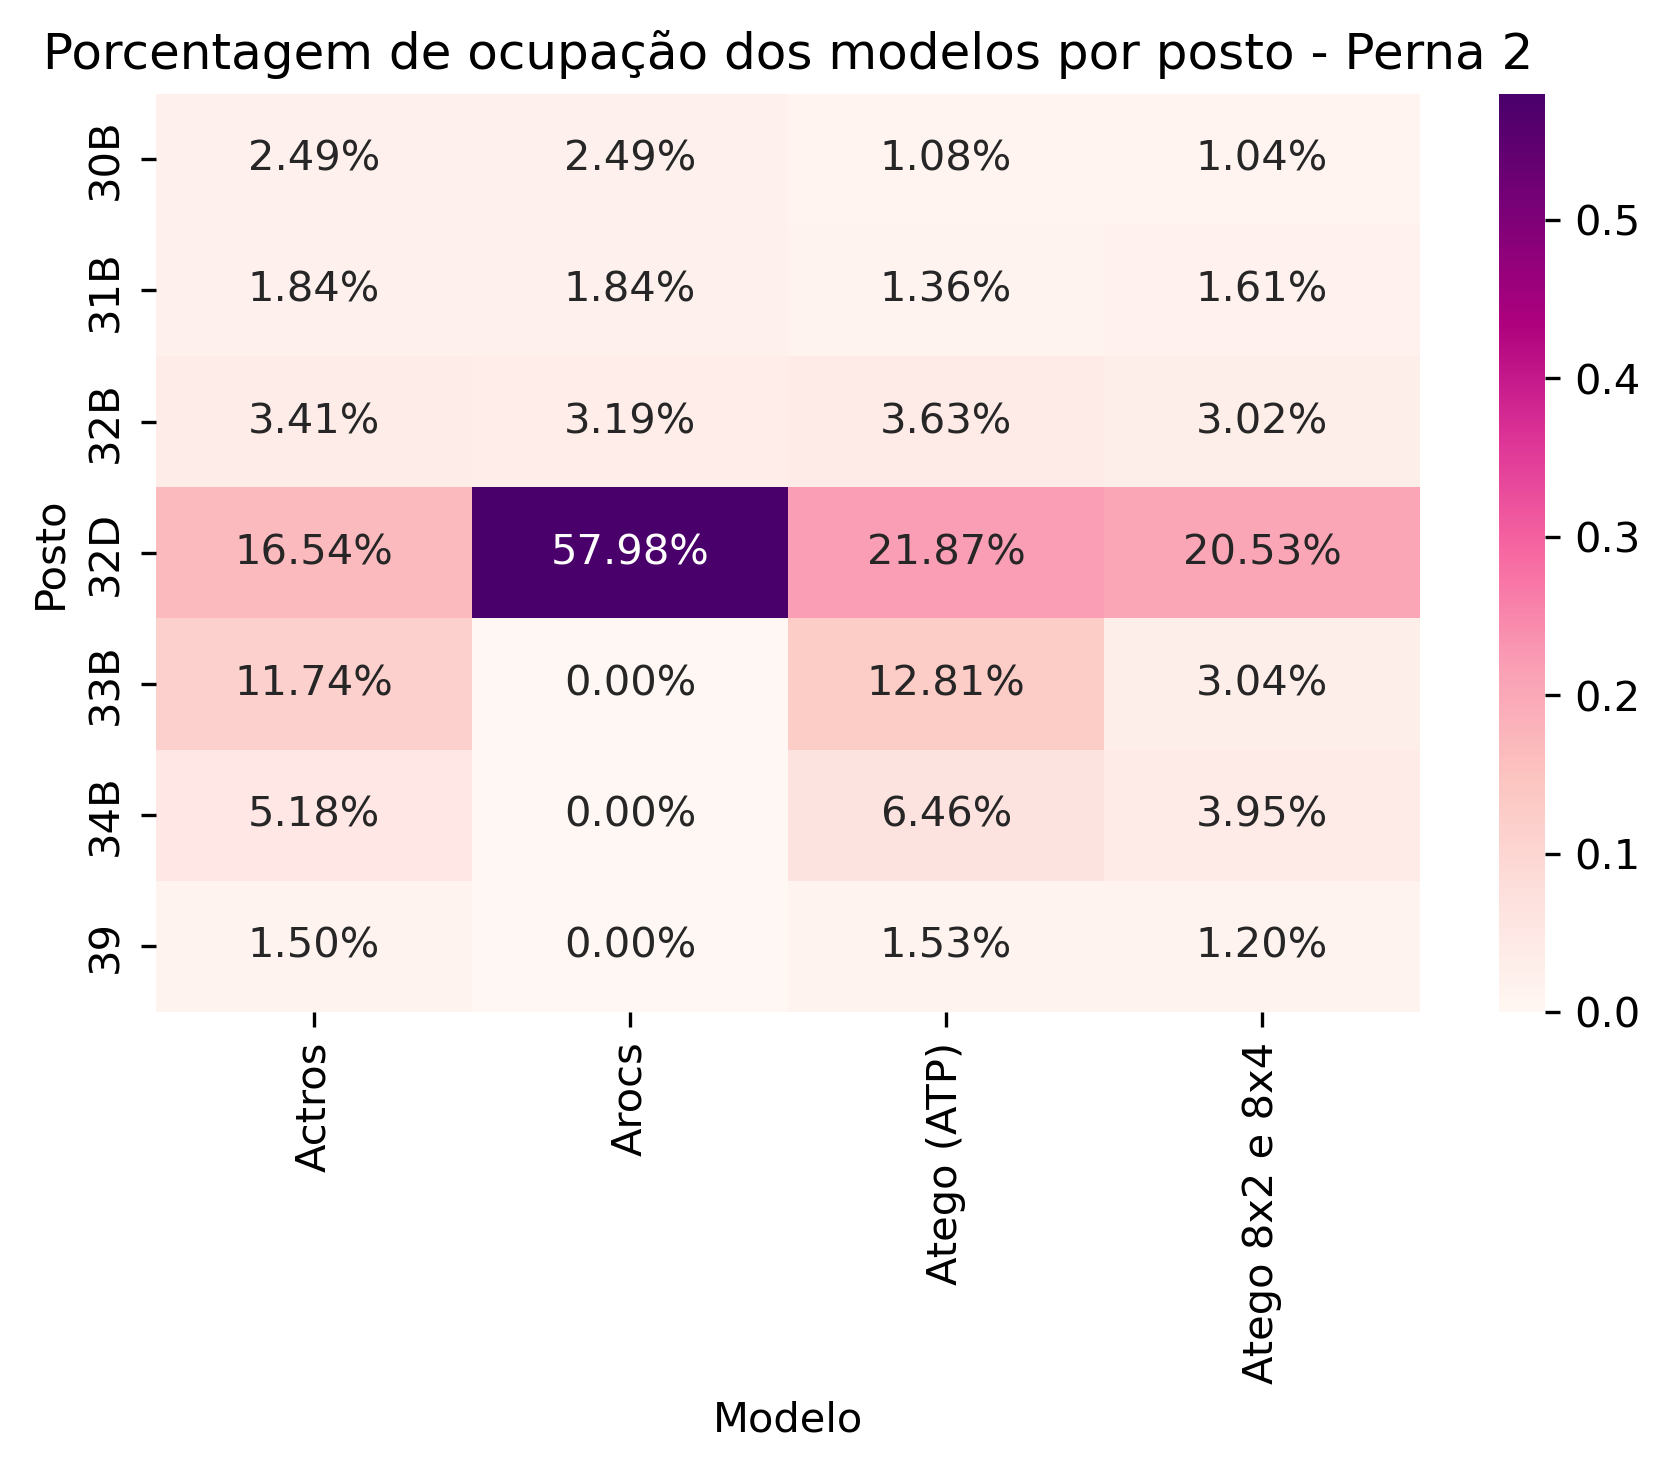 Porcentagem de ocupação dos modelos por posto - Perna 2
Posto
30B 2.49% 2.49% 1.08% 1.04%
31B 1.84% 1.84% 1.36% 1.61%
32B 3.41% 3.19% 3.63% 3.02%
32D 16.54% 57.98% 21.87% 20.53%
33B 11.74% 0.00% 12.81% 3.04%
34B 5.18% 0.00% 6.46% 3.95%
39 1.50% 0.00% 1.53% 1.20%
Actros Arocs Atego (ATP) Atego 8x2 e 8x4
Modelo
0.5
0.4
0.3
0.2
0.1
0.0